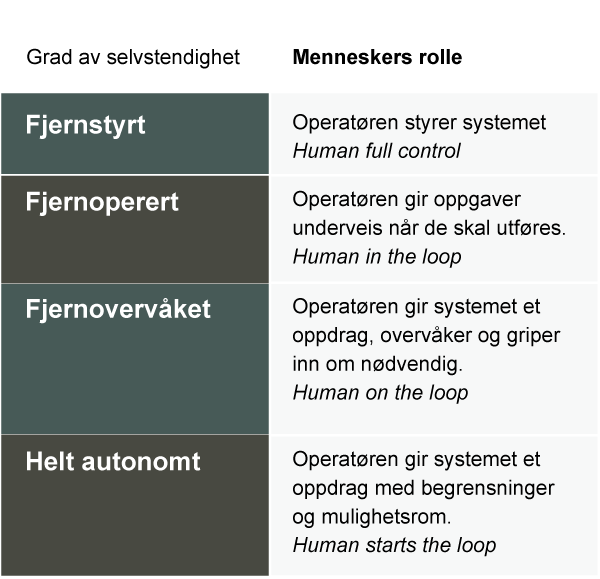 Grad av selvstendighet
Menneskers rolle
Fjernstyrt
Operatøren styrer systemet
Human full control
Fjernoperert
Operatøren gir oppgaver
underveis når de skal utføres.
Human in the loop
Fjernovervåket
Operatøren gir systemet et
oppdrag, overvåker og griper
inn om nødvendig.
Human on the loop
Helt autonomt
Operatøren gir systemet et
oppdrag med begrensninger
og mulighetsrom.
Human starts the loop